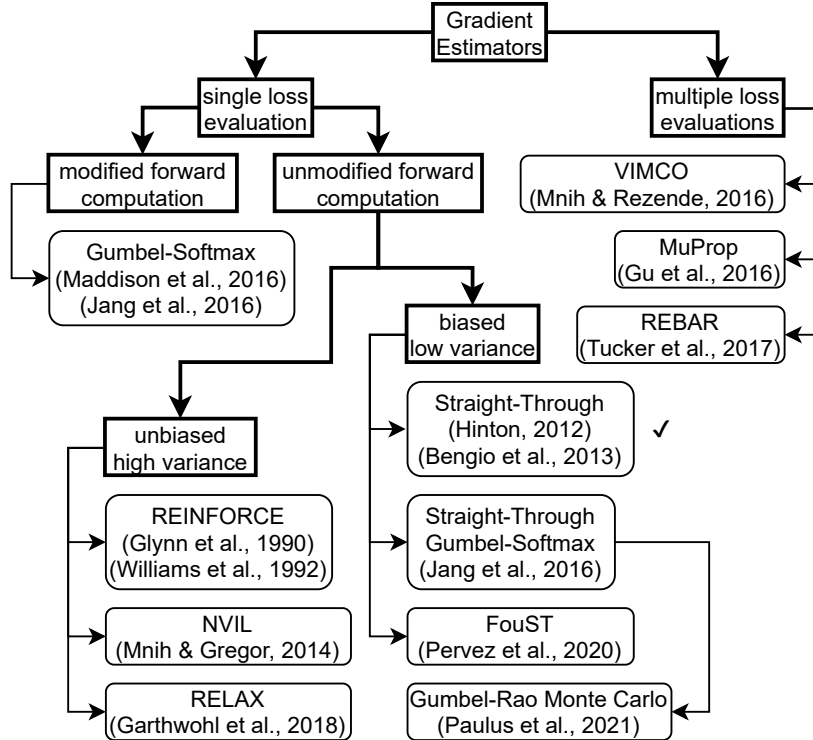 Gradient
Estimators
single loss
evaluation
multiple loss
evaluations
modified forward
computation
unmodified forward
computation
VIMCO
(Mnih & Rezende, 2016)
Gumbel-Softmax
(Maddison et al., 2016)
(Jang et al., 2016)
MuProp
(Gu et al., 2016)
biased
low variance
REBAR
(Tucker et al., 2017)
unbiased
high variance
Straight-Through
(Hinton, 2012)
(Bengio et al., 2013)
✓
REINFORCE
(Glynn et al., 1990)
(Williams et al., 1992)
Straight-Through
Gumbel-Softmax
(Jang et al., 2016)
NVIL
(Mnih & Gregor, 2014)
FouST
(Pervez et al., 2020)
RELAX
(Garthwohl et al., 2018)
Gumbel-Rao Monte Carlo
(Paulus et al., 2021)